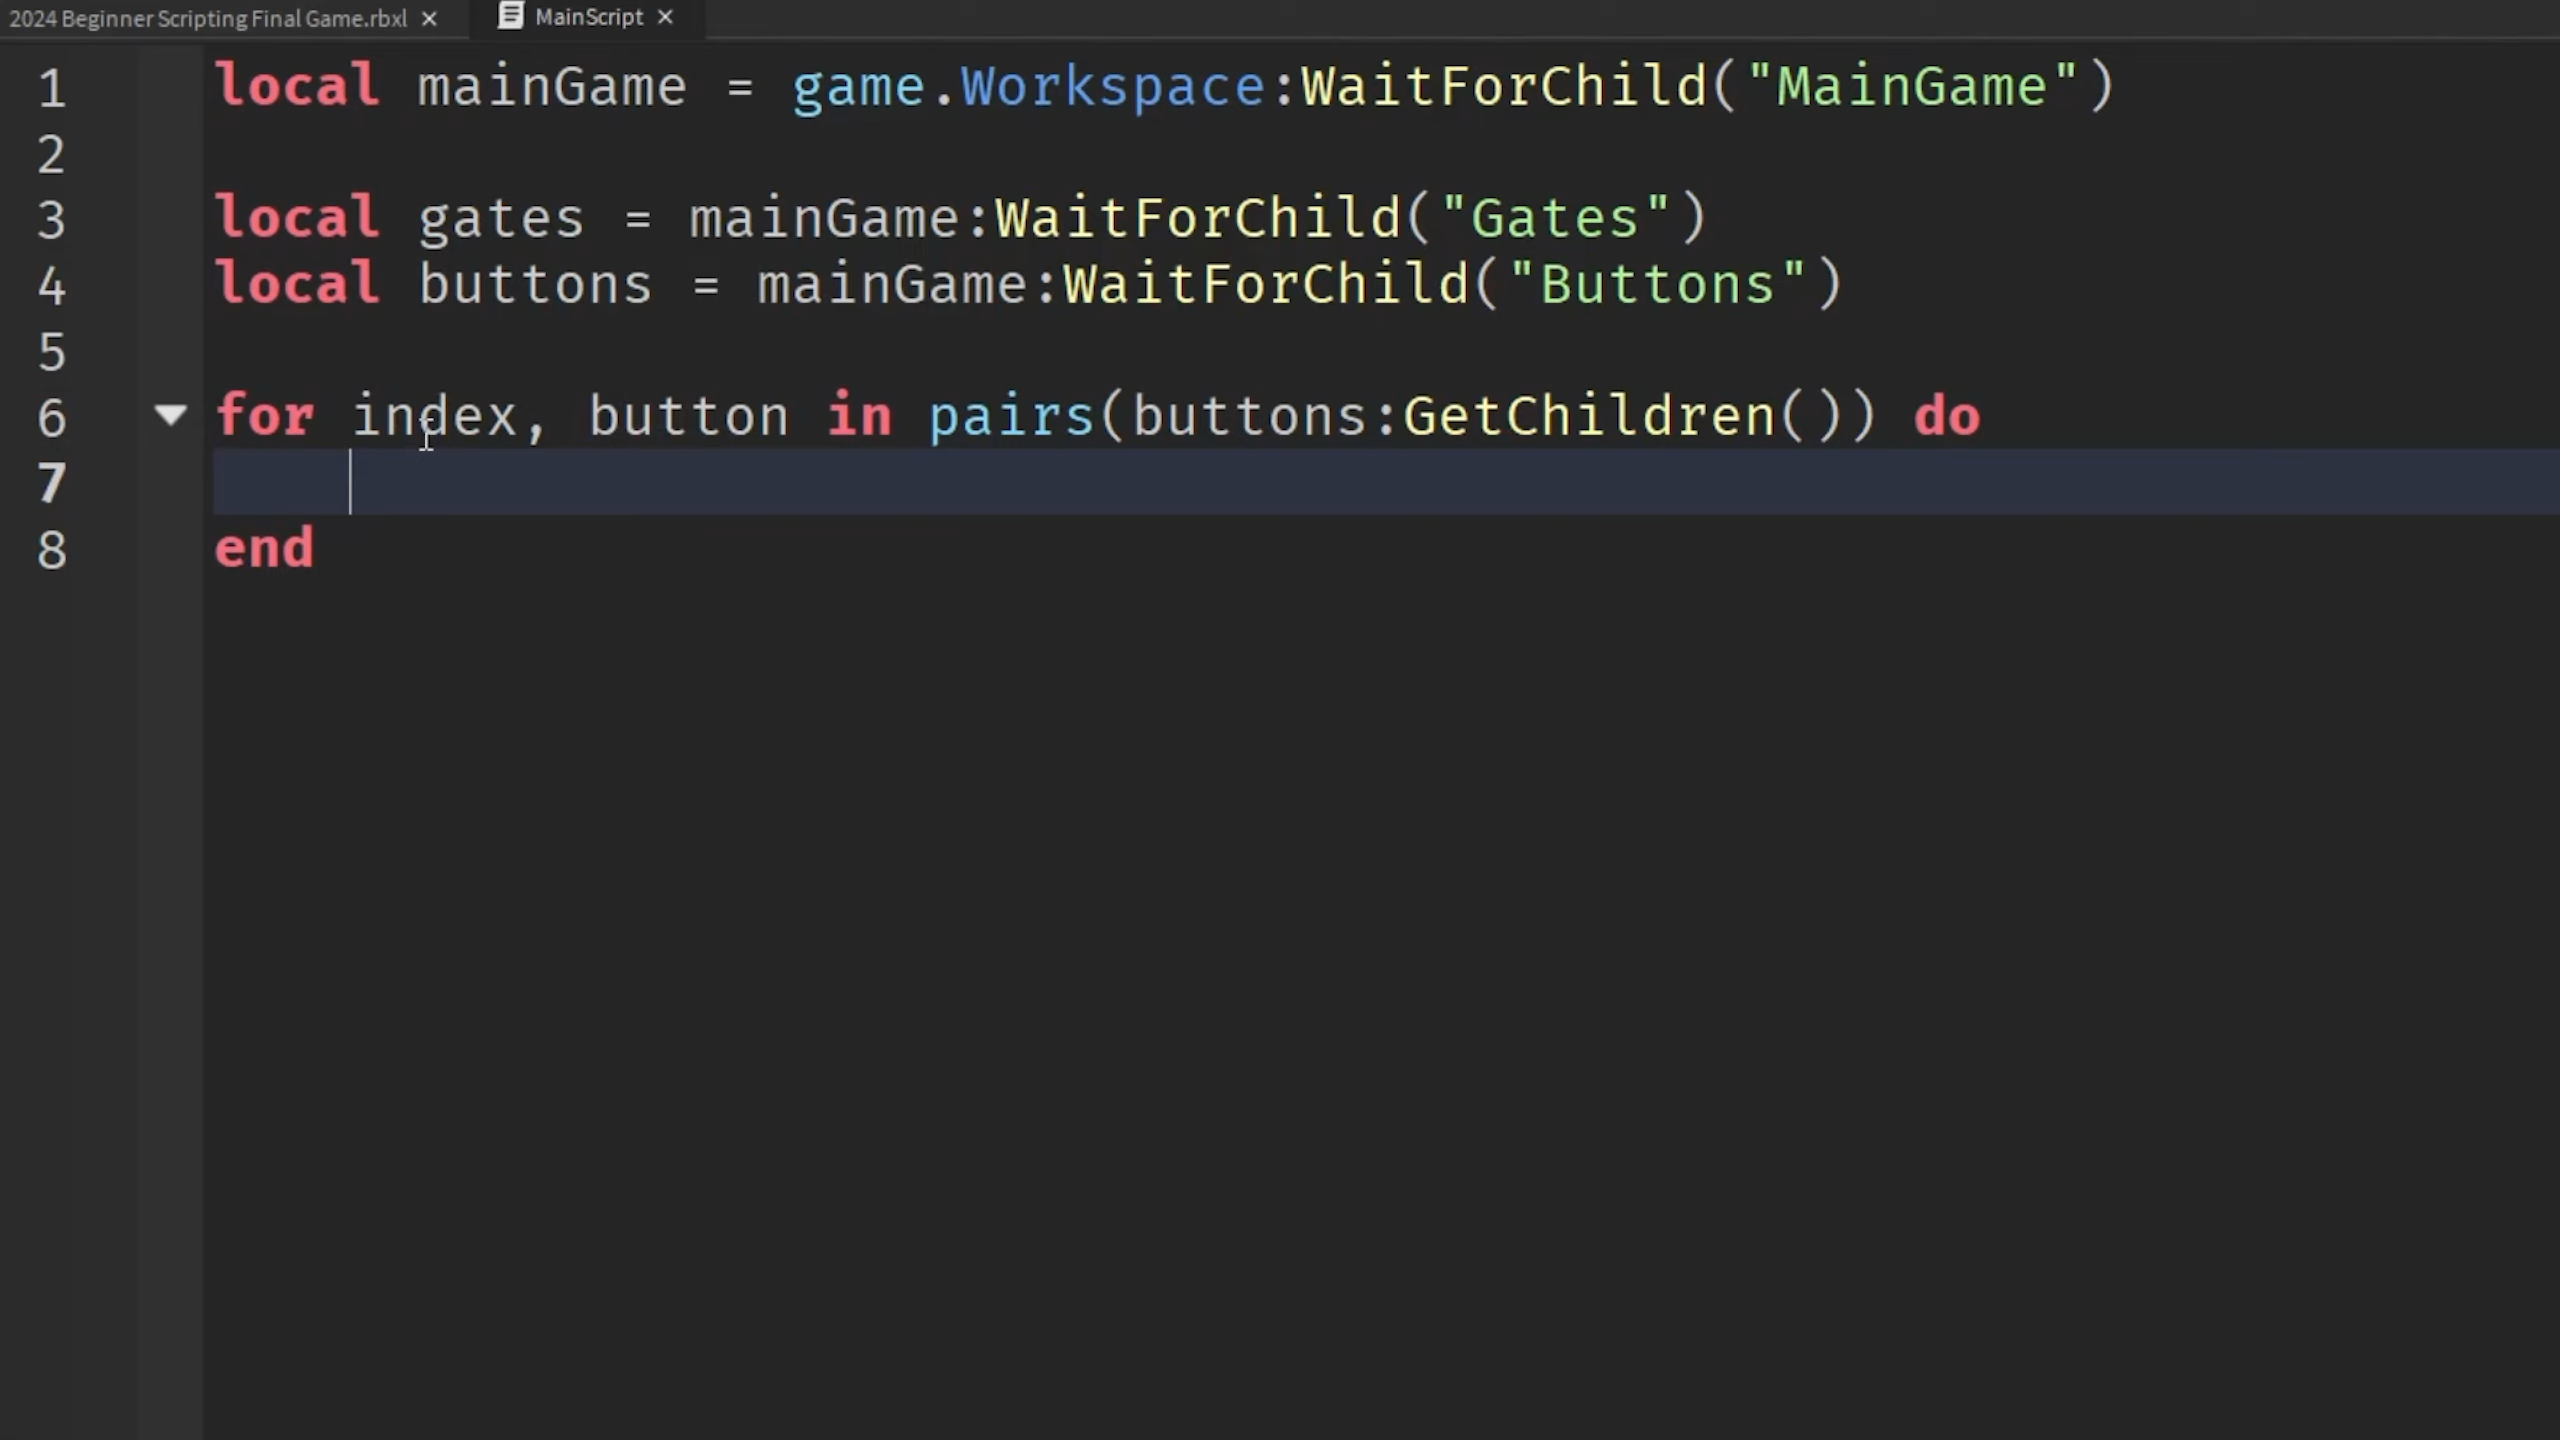 2024 Beginner Scripting Final Game.rbxl × MainScript ×
1 local mainGame = game.Workspace:WaitForChild("MainGame")
2
3 local gates = mainGame:WaitForChild("Gates")
4 local buttons = mainGame:WaitForChild("Buttons")
5
6 for index, button in pairs(buttons:GetChildren()) do
7
8 end